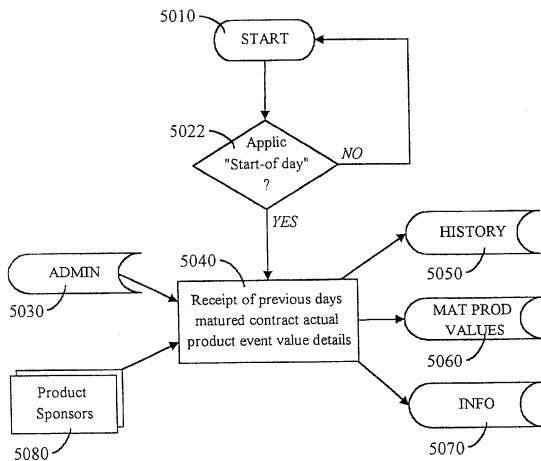 5010
START
5022
Applic
"Start-of day"
?
NO
YES
ADMIN
5030
5040
Receipt of previous days
matured contract actual
product event value details
HISTORY
5050
MAT PROD
VALUES
5060
Product
Sponsors
5080
INFO
5070